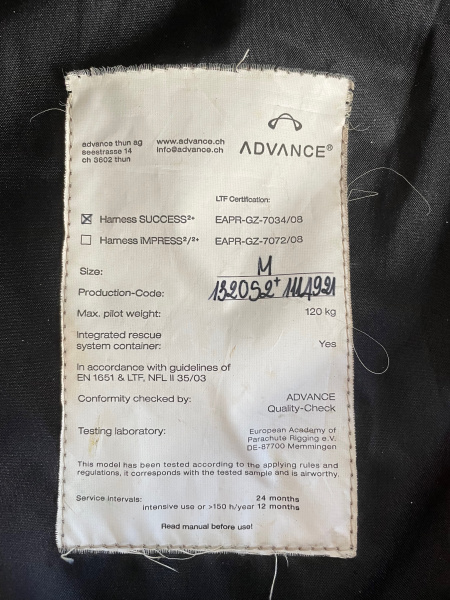 advance thun ag www.advance.ch
seestrasse 14 info@advance.ch
ch 3602 thun
ADVANCE®
LTF Certification:
☒ Harness SUCCESS²⁺ EAPR-GZ-7034/08
☐ Harness IMPRESS²/²⁺ EAPR-GZ-7072/08
Size: M
Production-Code: 1320S2+1114921
Max. pilot weight: 120 kg
Integrated rescue
system container: Yes
In accordance with guidelines of
EN 1651 & LTF, NFL II 35/03
Conformity checked by: ADVANCE
Quality-Check
Testing laboratory: European Academy of
Parachute Rigging e.V.
DE-87700 Memmingen
This model has been tested according to the applying rules and
regulations, it corresponds with the tested sample and is airworthy.
Service intervals: 24 months
intensive use or >150 h/year 12 months
Read manual before use!